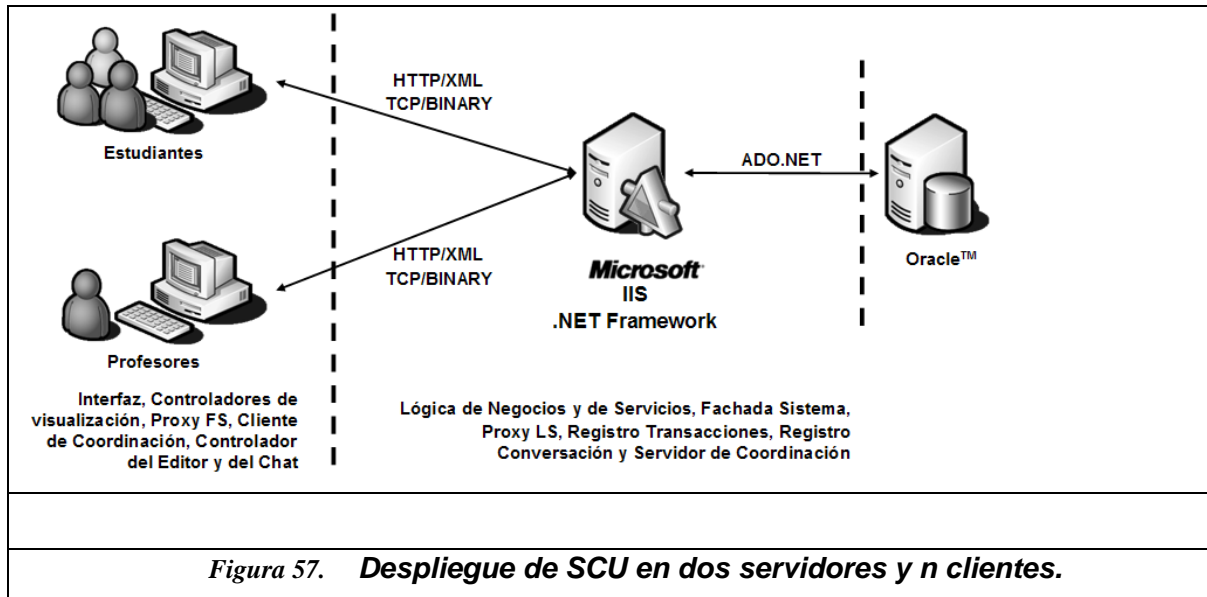 HTTP/XML
TCP/BINARY
Estudiantes
ADO.NET
HTTP/XML
TCP/BINARY
Microsoft
IIS
.NET Framework
Oracle™
Profesores
Interfaz, Controladores de
visualización, Proxy FS, Cliente
de Coordinación, Controlador
del Editor y del Chat
Lógica de Negocios y de Servicios, Fachada Sistema,
Proxy LS, Registro Transacciones, Registro
Conversación y Servidor de Coordinación
Figura 57. Despliegue de SCU en dos servidores y n clientes.